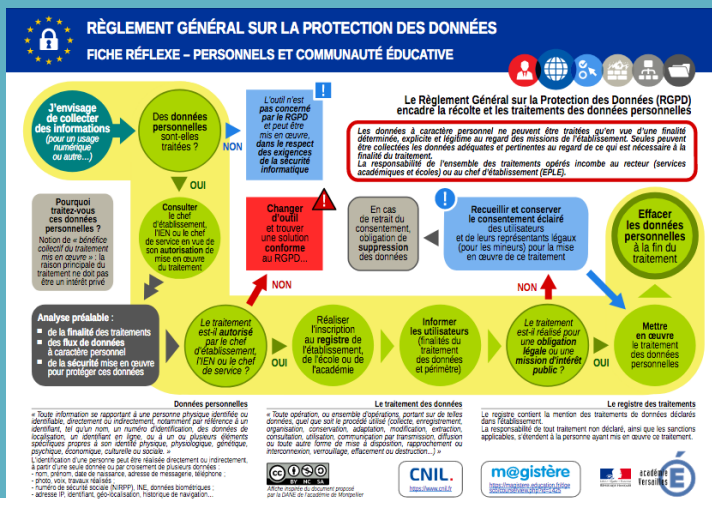 RÈGLEMENT GÉNÉRAL SUR LA PROTECTION DES DONNÉES
FICHE RÉFLEXE – PERSONNELS ET COMMUNAUTÉ ÉDUCATIVE
J'envisage
de collecter
des informations
(pour un usage
numérique
ou autre…)
Des données
personnelles
sont-elles
traitées ?
NON
OUI
L'outil n'est
pas concerné
par le RGPD
et peut être
mis en œuvre,
dans le respect
des exigences
de la sécurité
informatique
!
Le Règlement Général sur la Protection des Données (RGPD)
encadre la récolte et les traitements des données personnelles
Les données à caractère personnel ne peuvent être traitées qu'en vue d'une finalité
déterminée, explicite et légitime au regard des missions de l'établissement. Seules peuvent
être collectées les données adéquates et pertinentes au regard de ce qui est nécessaire à la
finalité du traitement.
La responsabilité de l'ensemble des traitements opérés incombe au recteur (services
académiques et écoles) ou au chef d'établissement (EPLE).
Pourquoi
traitez-vous
ces données
personnelles ?
Notion de « bénéfice
collectif du traitement
mis en œuvre » : la
raison principale du
traitement ne doit pas
être un intérêt privé
Consulter
le chef
d'établissement,
l'IEN ou le chef
de service en vue de
son autorisation de
mise en œuvre
du traitement
Changer
d'outil
et trouver
une solution
conforme
au RGPD...
!
NON
En cas
de retrait du
consentement,
obligation de
suppression
des données
!
Recueillir et conserver
le consentement éclairé
des utilisateurs
et de leurs représentants légaux
(pour les mineurs) pour la mise
en œuvre de ce traitement
NON
Effacer
les données
personnelles
à la fin du
traitement
Analyse préalable :
■ de la finalité des traitements
■ des flux de données
à caractère personnel
■ de la sécurité mise en œuvre
pour protéger ces données
Le traitement
est-il autorisé
par le chef
d'établissement,
l'IEN ou le chef
de service ?
OUI
Réaliser
l'inscription
au registre de
l'établissement,
de l'école ou de
l'académie
Informer
les utilisateurs
(finalités du
traitement
des données
et périmètre)
Le traitement
est-il réalisé pour
une obligation
légale ou une
mission d'intérêt
public ?
OUI
Mettre
en œuvre
le traitement
des données
personnelles
Données personnelles
« Toute information se rapportant à une personne physique identifiée ou
identifiable, directement ou indirectement, notamment par référence à un
identifiant, tel qu'un nom, un numéro d'identification, des données de
localisation, un identifiant en ligne, ou à un ou plusieurs éléments
spécifiques propres à son identité physique, physiologique, génétique,
psychique, économique, culturelle ou sociale. »
L'identification d'une personne peut être réalisée directement ou indirectement,
à partir d'une seule donnée ou par croisement de plusieurs données :
- nom, prénom, date de naissance, adresse de messagerie, téléphone ;
- photo, voix, travaux réalisés ;
- numéro de sécurité sociale (NIRPP), INE, données biométriques ;
- adresse IP, identifiant, géo-localisation, historique de navigation…
Le traitement des données
« Toute opération, ou ensemble d'opérations, portant sur de telles
données, quel que soit le procédé utilisé (collecte, enregistrement,
organisation, conservation, adaptation, modification, extraction,
consultation, utilisation, communication par transmission, diffusion
ou toute autre forme de mise à disposition, rapprochement ou
interconnexion, verrouillage, effacement ou destruction...) »
Le registre des traitements
Le registre contient la mention des traitements de données déclarés
dans l'établissement.
La responsabilité de tout traitement non déclaré, ainsi que les sanctions
applicables, s'étendent à la personne ayant mis en œuvre ce traitement.
cc
BY NC SA
Affiche inspirée du document proposé
par la DANE de l'académie de Montpellier
CNIL.
https://www.cnil.fr
m@gistère
académie
Versailles
É